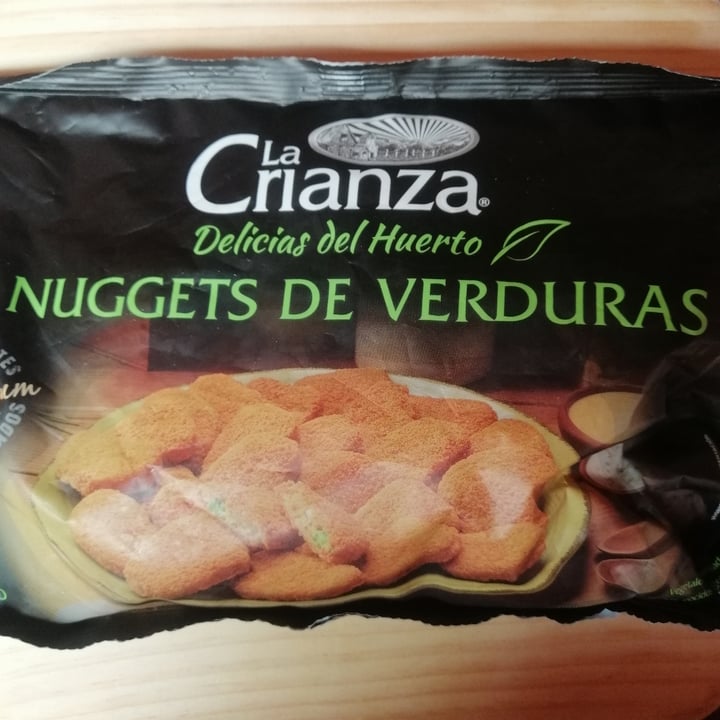 La
Crianza®
Delicias del Huerto
NUGGETS DE VERDURAS